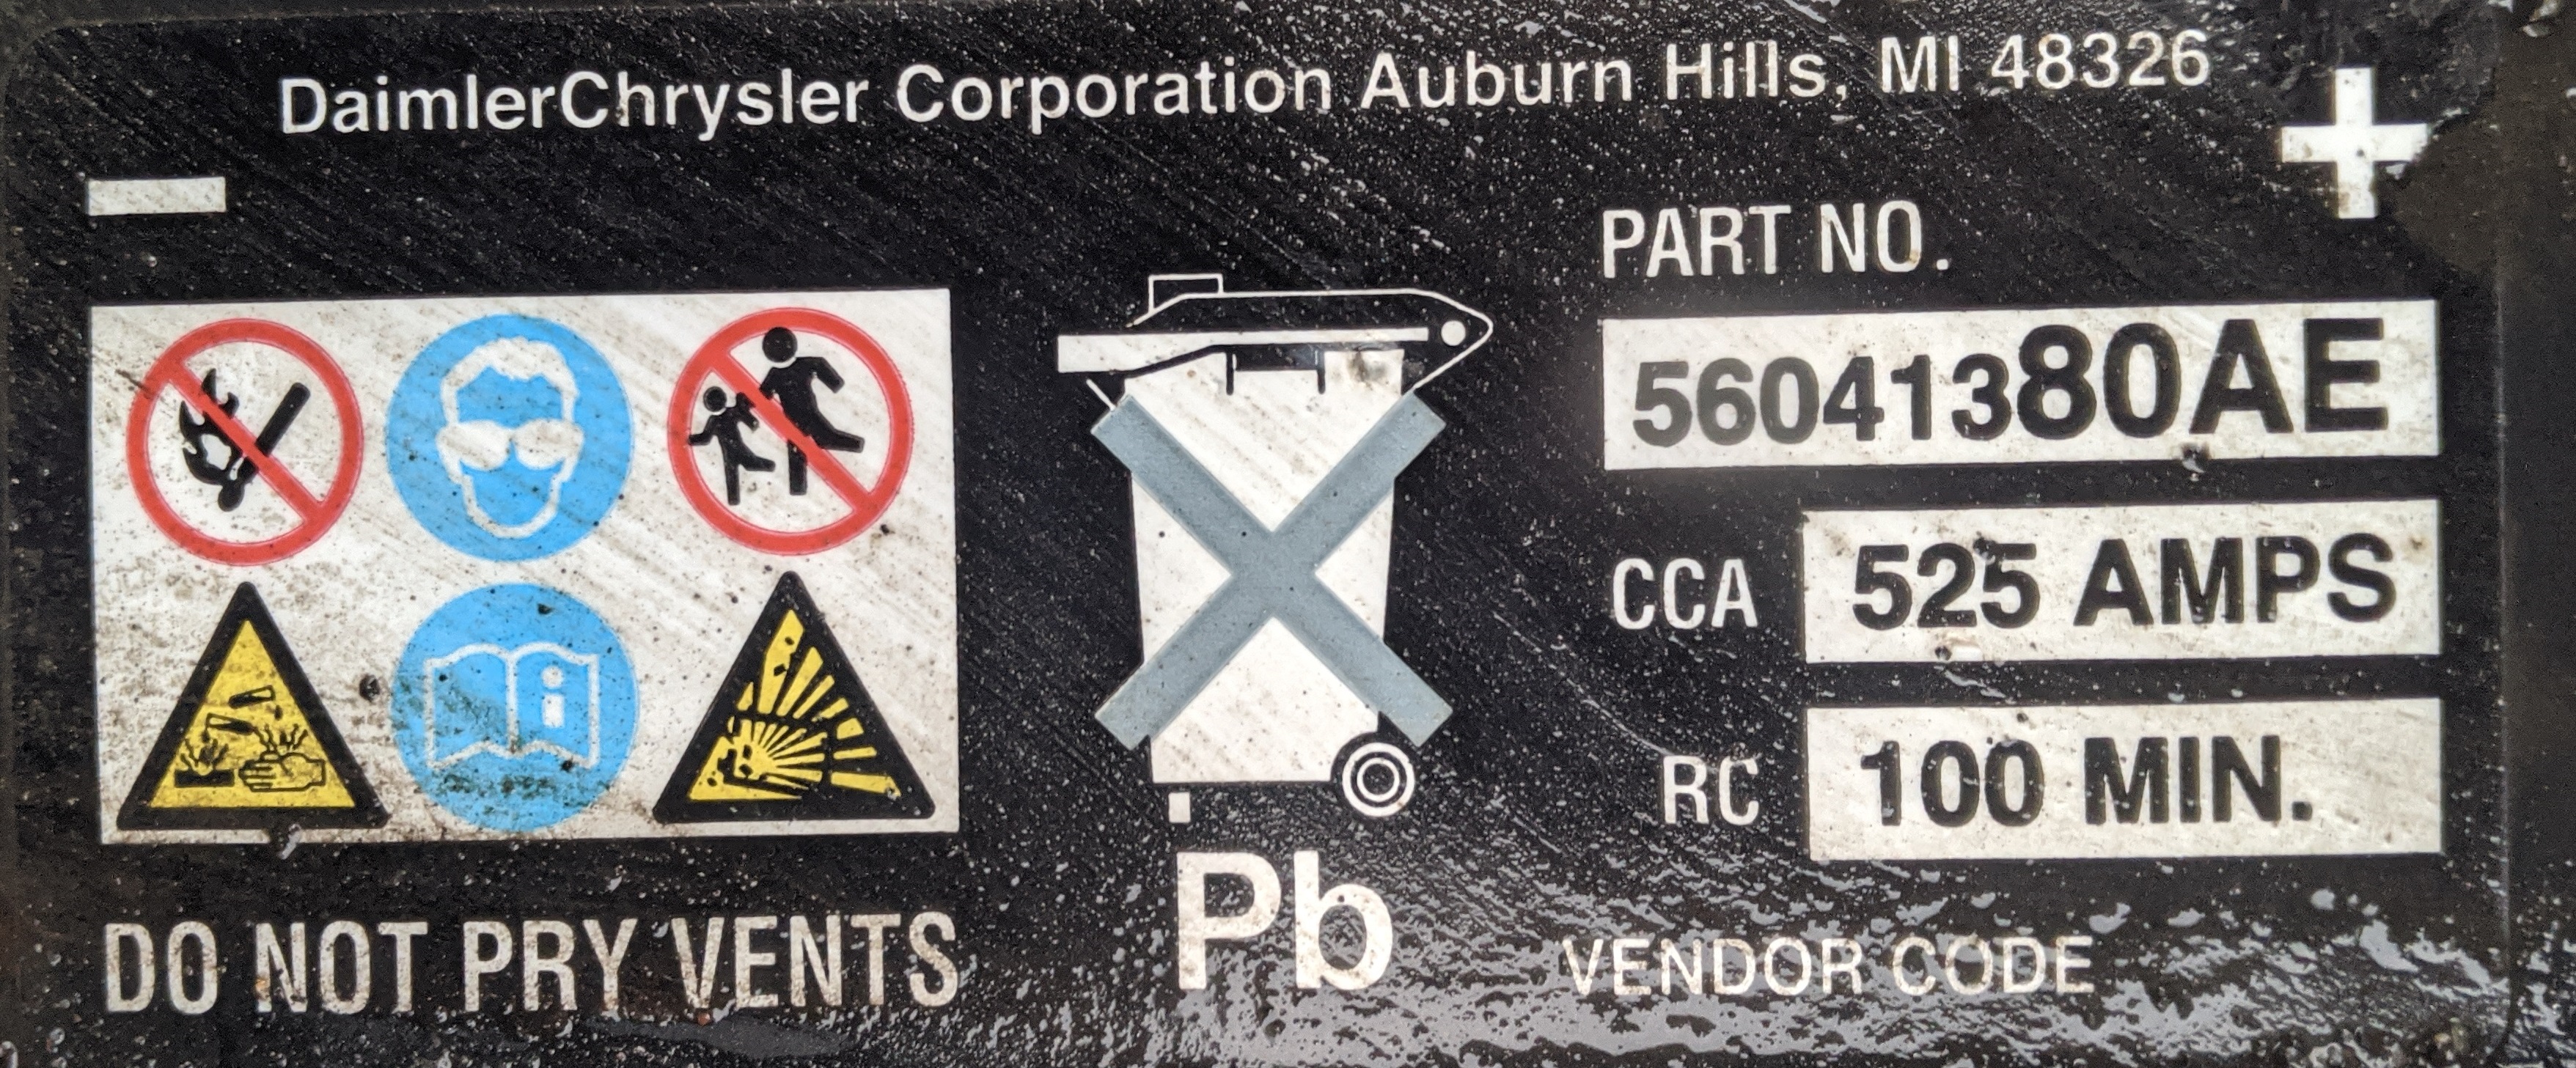 DaimlerChrysler Corporation Auburn Hills, MI 48326
PART NO.
56041380AE
CCA 525 AMPS
RC 100 MIN.
DO NOT PRY VENTS
Pb
VENDOR CODE